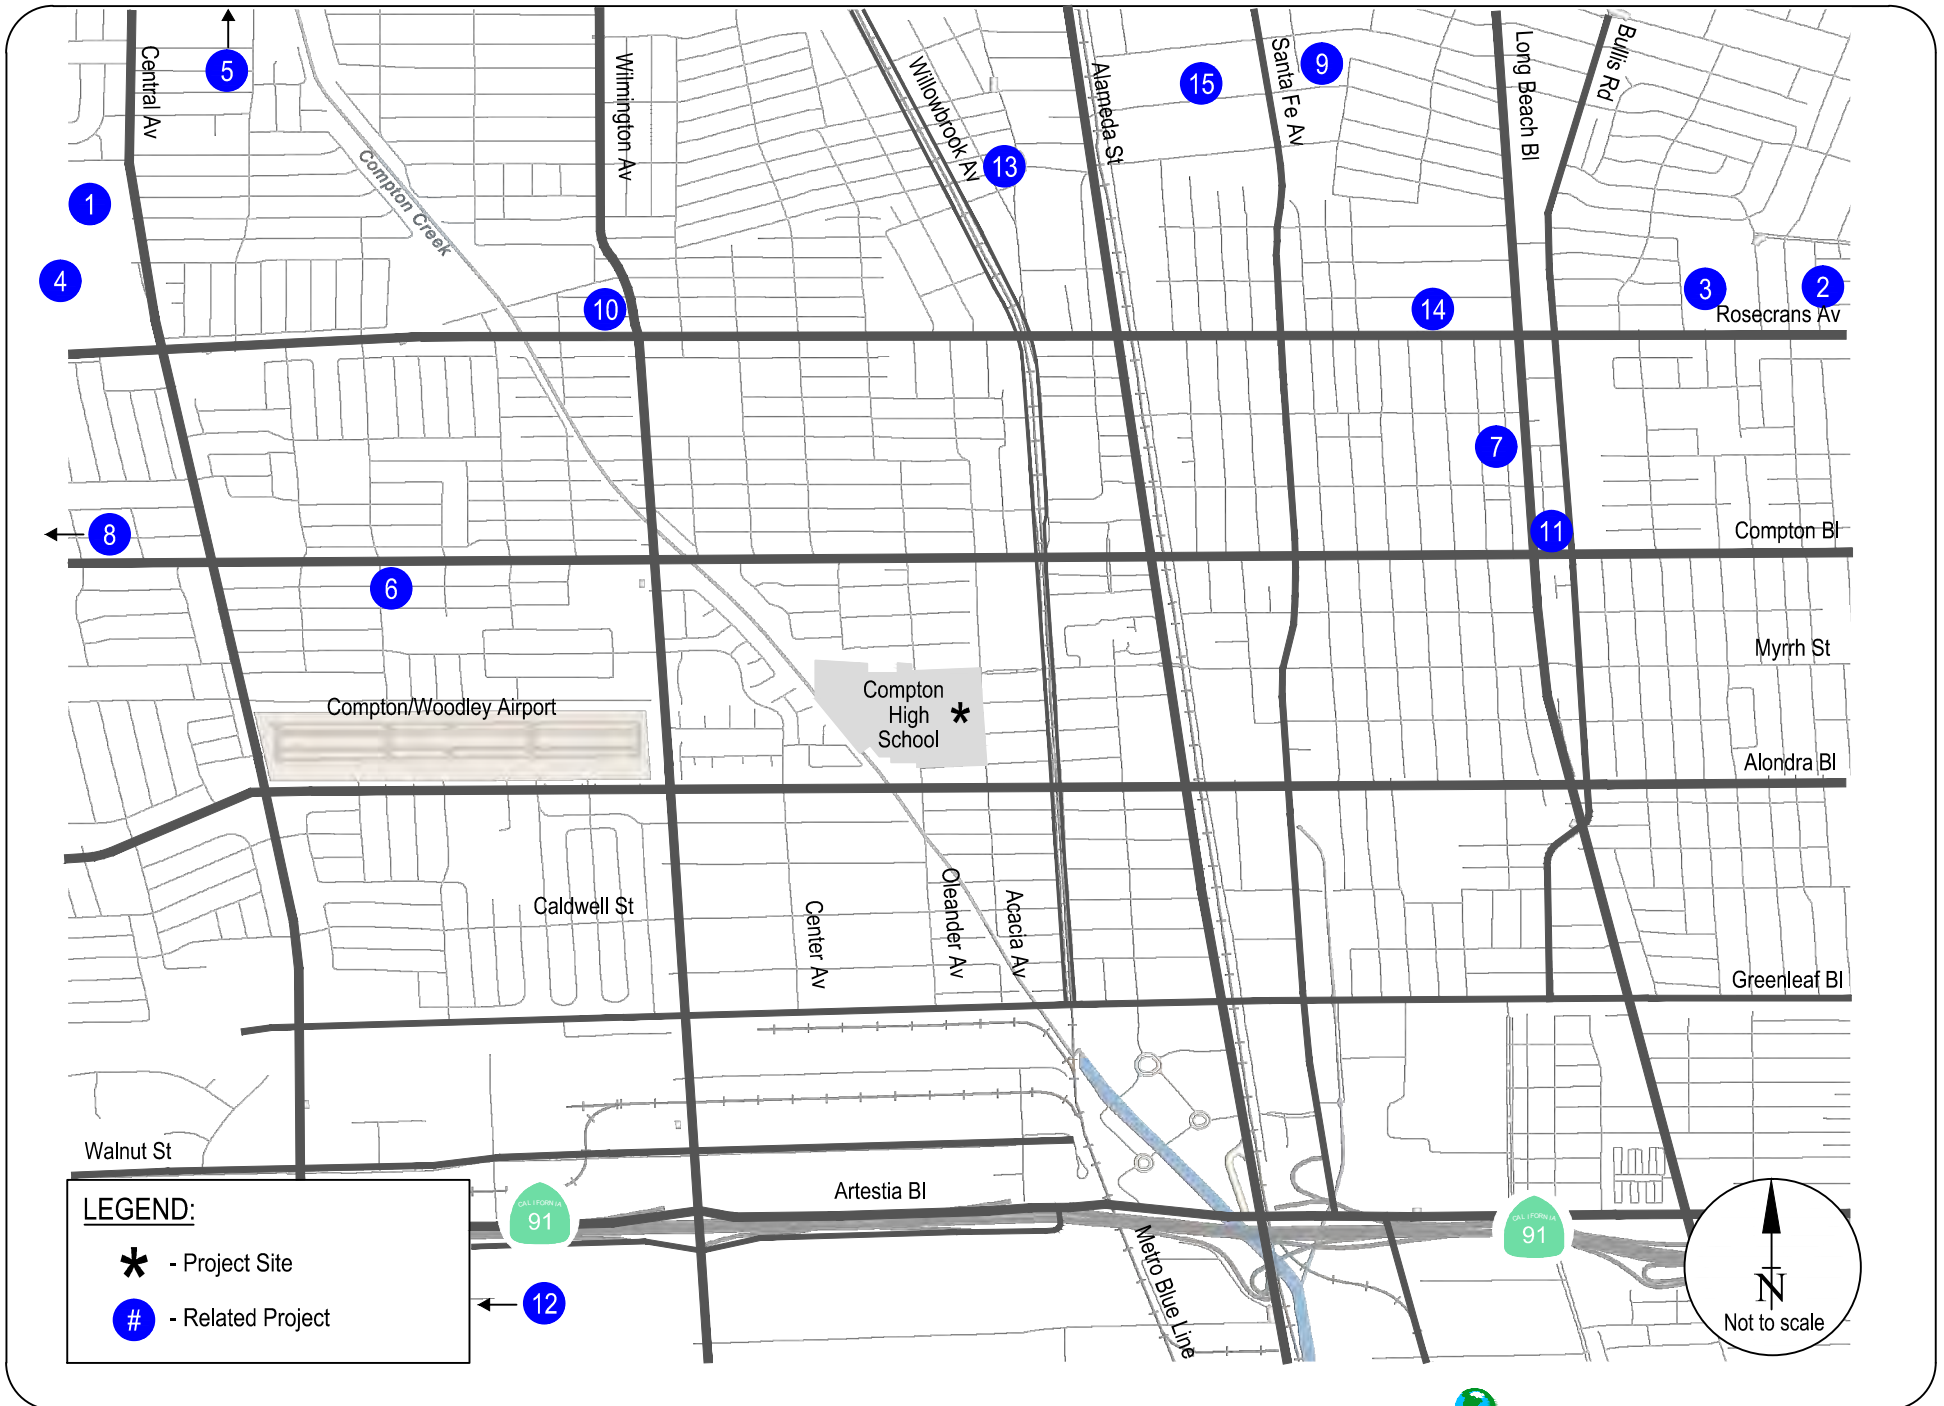 5
Central Av
Wilmington Av
Willowbrook Av
Alameda St
15
Santa Fe Av
9
Long Beach Bl
Bullis Rd
Compton Creek
13
1
4
10
14
3
2
Rosecrans Av
7
8
11
Compton Bl
6
Myrrh St
Compton
High
School
*
Compton/Woodley Airport
Alondra Bl
Caldwell St
Center Av
Oleander Av
Acacia Av
Greenleaf Bl
Walnut St
Artestia Bl
CALIFORNIA
91
CALIFORNIA
91
Metro Blue Line
12
LEGEND:
* - Project Site
# - Related Project
N
Not to scale